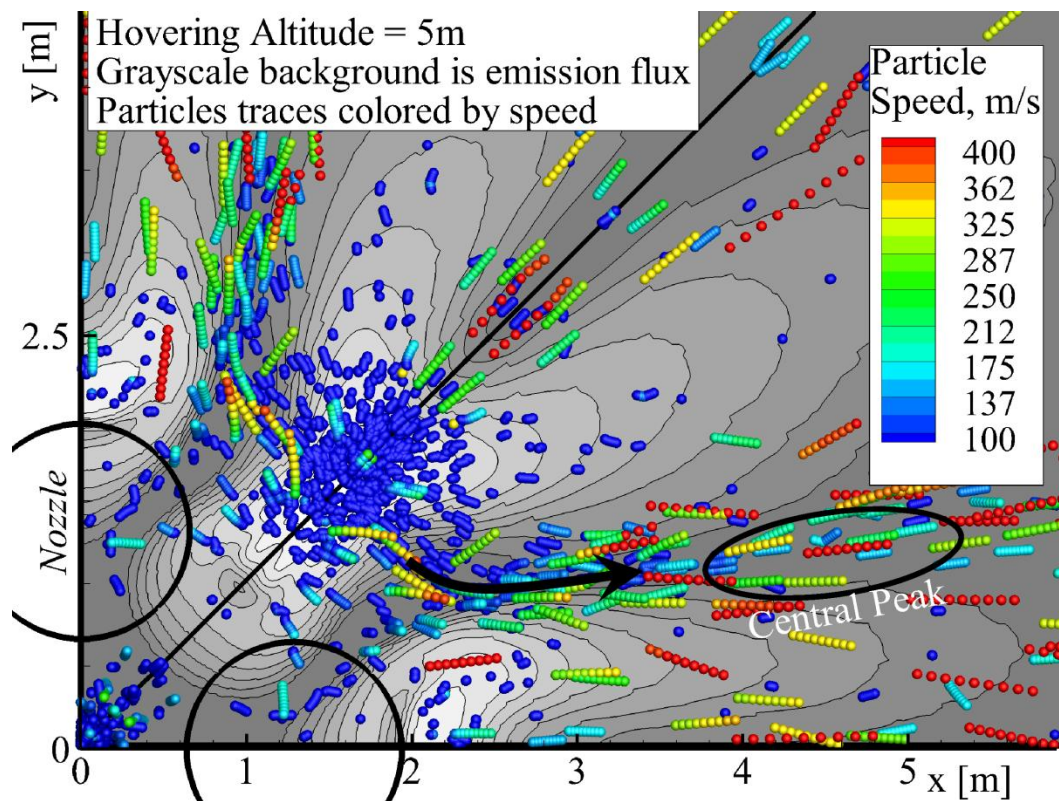 Hovering Altitude = 5m
Grayscale background is emission flux
Particles traces colored by speed
Particle
Speed, m/s
400
362
325
287
250
212
175
137
100
y [m]
2.5
0
Nozzle
Central Peak
0 1 2 3 4 5
x [m]